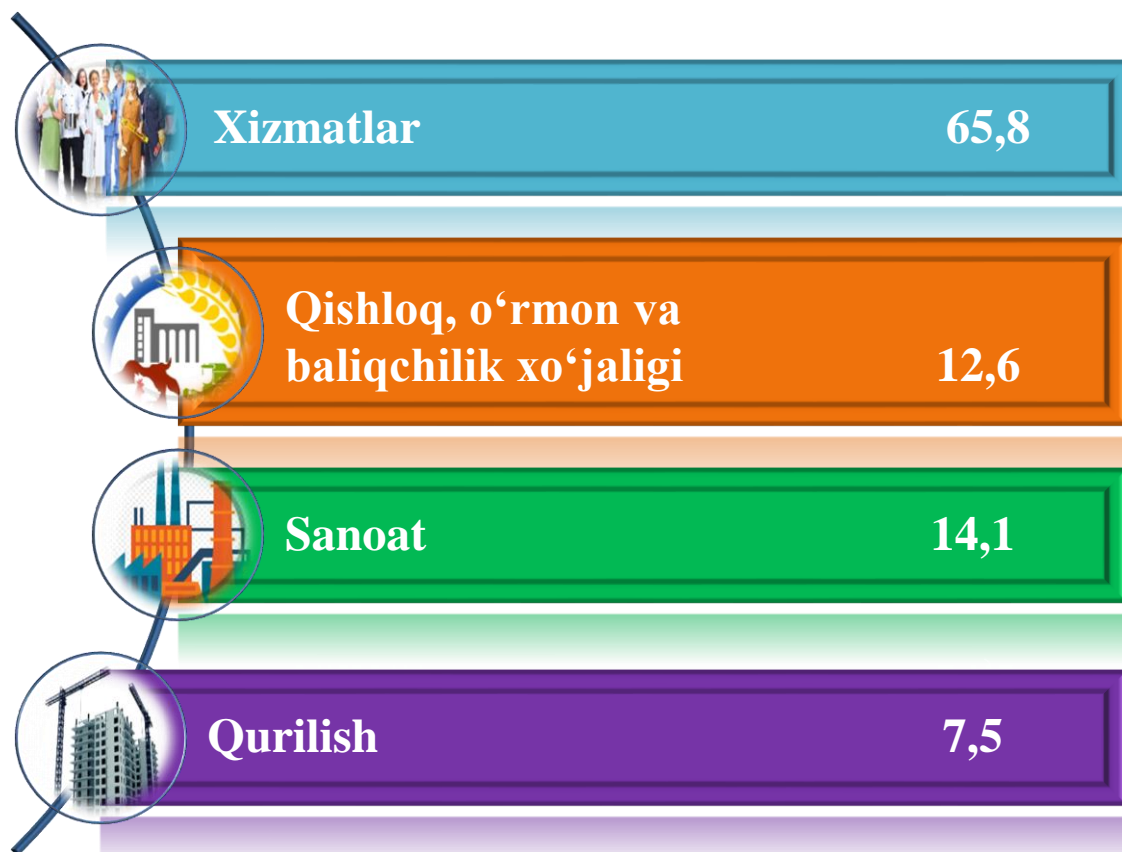 Xizmatlar 65,8
Qishloq, o‘rmon va
baliqchilik xo‘jaligi 12,6
Sanoat 14,1
Qurilish 7,5